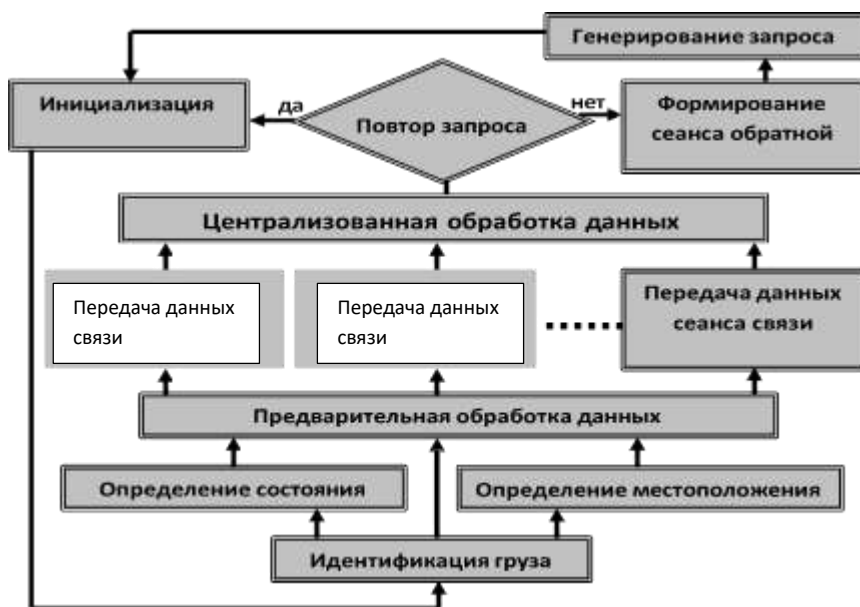 Генерирование запроса
Инициализация
да
Повтор запроса
нет
Формирование
сеанса обратной
Централизованная обработка данных
Передача данных
связи
Передача данных
связи
Передача данных
сеанса связи
Предварительная обработка данных
Определение состояния
Определение местоположения
Идентификация груза